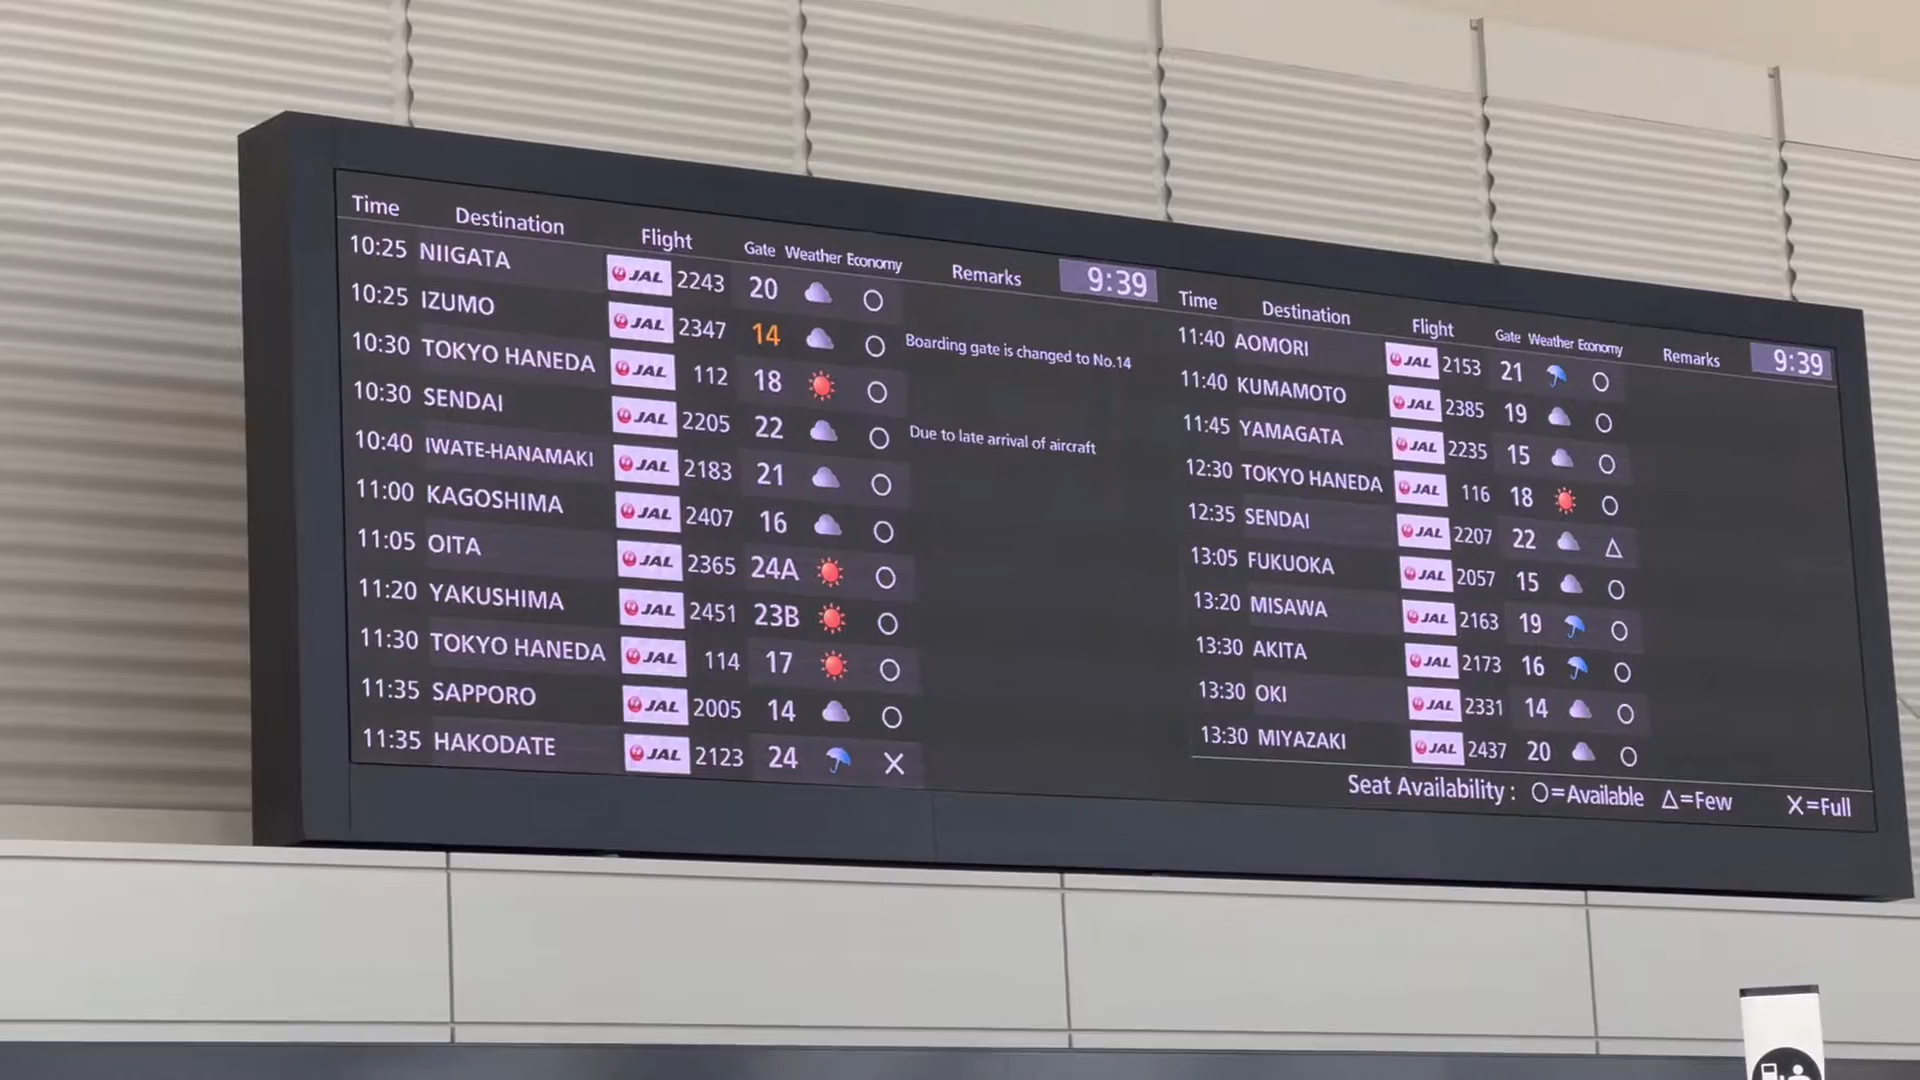 Time Destination Flight Gate Weather Economy Remarks 9:39
10:25 NIIGATA JAL 2243 20 ○
10:25 IZUMO JAL 2347 14 ○ Boarding gate is changed to No.14
10:30 TOKYO HANEDA JAL 112 18 ○
10:30 SENDAI JAL 2205 22 ○ Due to late arrival of aircraft
10:40 IWATE-HANAMAKI JAL 2183 21 ○
11:00 KAGOSHIMA JAL 2407 16 ○
11:05 OITA JAL 2365 24A ○
11:20 YAKUSHIMA JAL 2451 23B ○
11:30 TOKYO HANEDA JAL 114 17 ○
11:35 SAPPORO JAL 2005 14 ○
11:35 HAKODATE JAL 2123 24 X
Time Destination Flight Gate Weather Economy Remarks 9:39
11:40 AOMORI JAL 2153 21 ○
11:40 KUMAMOTO JAL 2385 19 ○
11:45 YAMAGATA JAL 2235 15 ○
12:30 TOKYO HANEDA JAL 116 18 ○
12:35 SENDAI JAL 2207 22 △
13:05 FUKUOKA JAL 2057 15 ○
13:20 MISAWA JAL 2163 19 ○
13:30 AKITA JAL 2173 16 ○
13:30 OKI JAL 2331 14 ○
13:30 MIYAZAKI JAL 2437 20 ○
Seat Availability : ○=Available △=Few X=Full